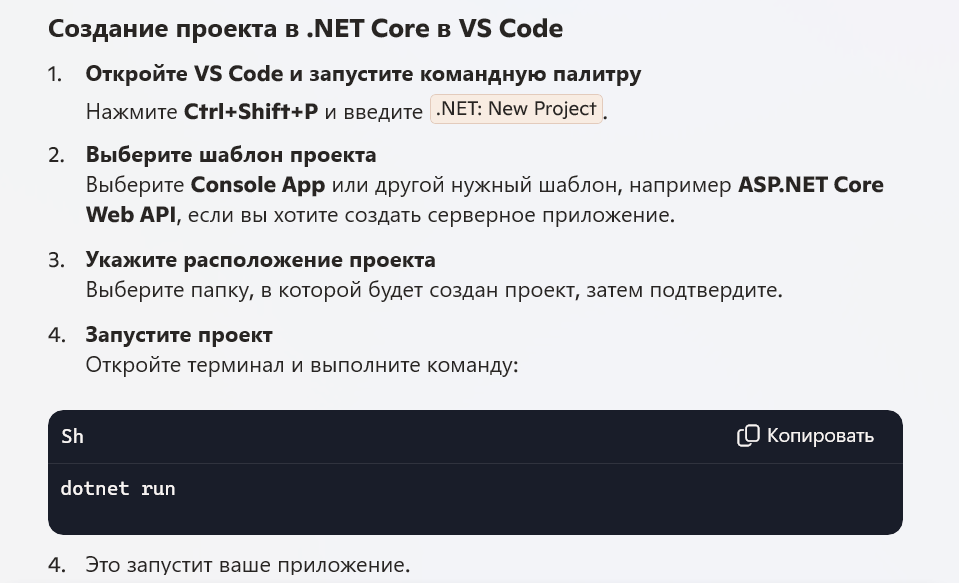 Создание проекта в .NET Core в VS Code
1. Откройте VS Code и запустите командную палитру
Нажмите Ctrl+Shift+P и введите .NET: New Project.
2. Выберите шаблон проекта
Выберите Console App или другой нужный шаблон, например ASP.NET Core
Web API, если вы хотите создать серверное приложение.
3. Укажите расположение проекта
Выберите папку, в которой будет создан проект, затем подтвердите.
4. Запустите проект
Откройте терминал и выполните команду:
Sh Копировать
dotnet run
4. Это запустит ваше приложение.